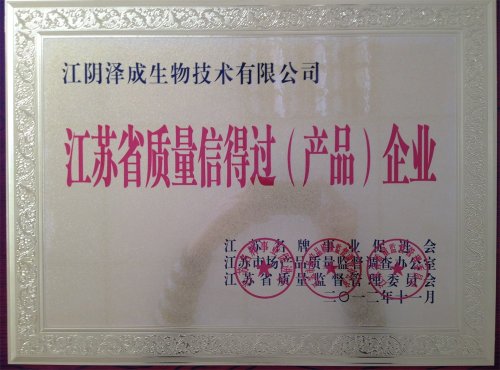 江阴泽成生物技术有限公司
江苏省质量信得过（产品）企业
江苏名牌事业促进会
江苏市场产品质量监督调查办公室
江苏省质量监督管理委员会
二〇一二年十一月